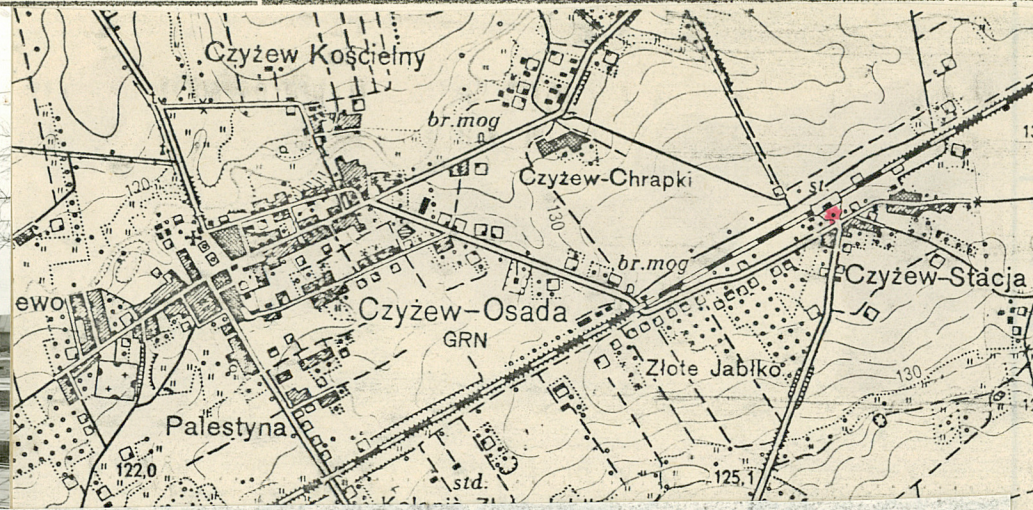 Czyżew Kościelny
br. mog
Czyżew-Chrapki
120
130
st.
br. mog
Czyżew-Stacja
ewo
Czyżew-Osada
GRN
Złote Jabłko
130
Palestyna
122,0
std.
125,1